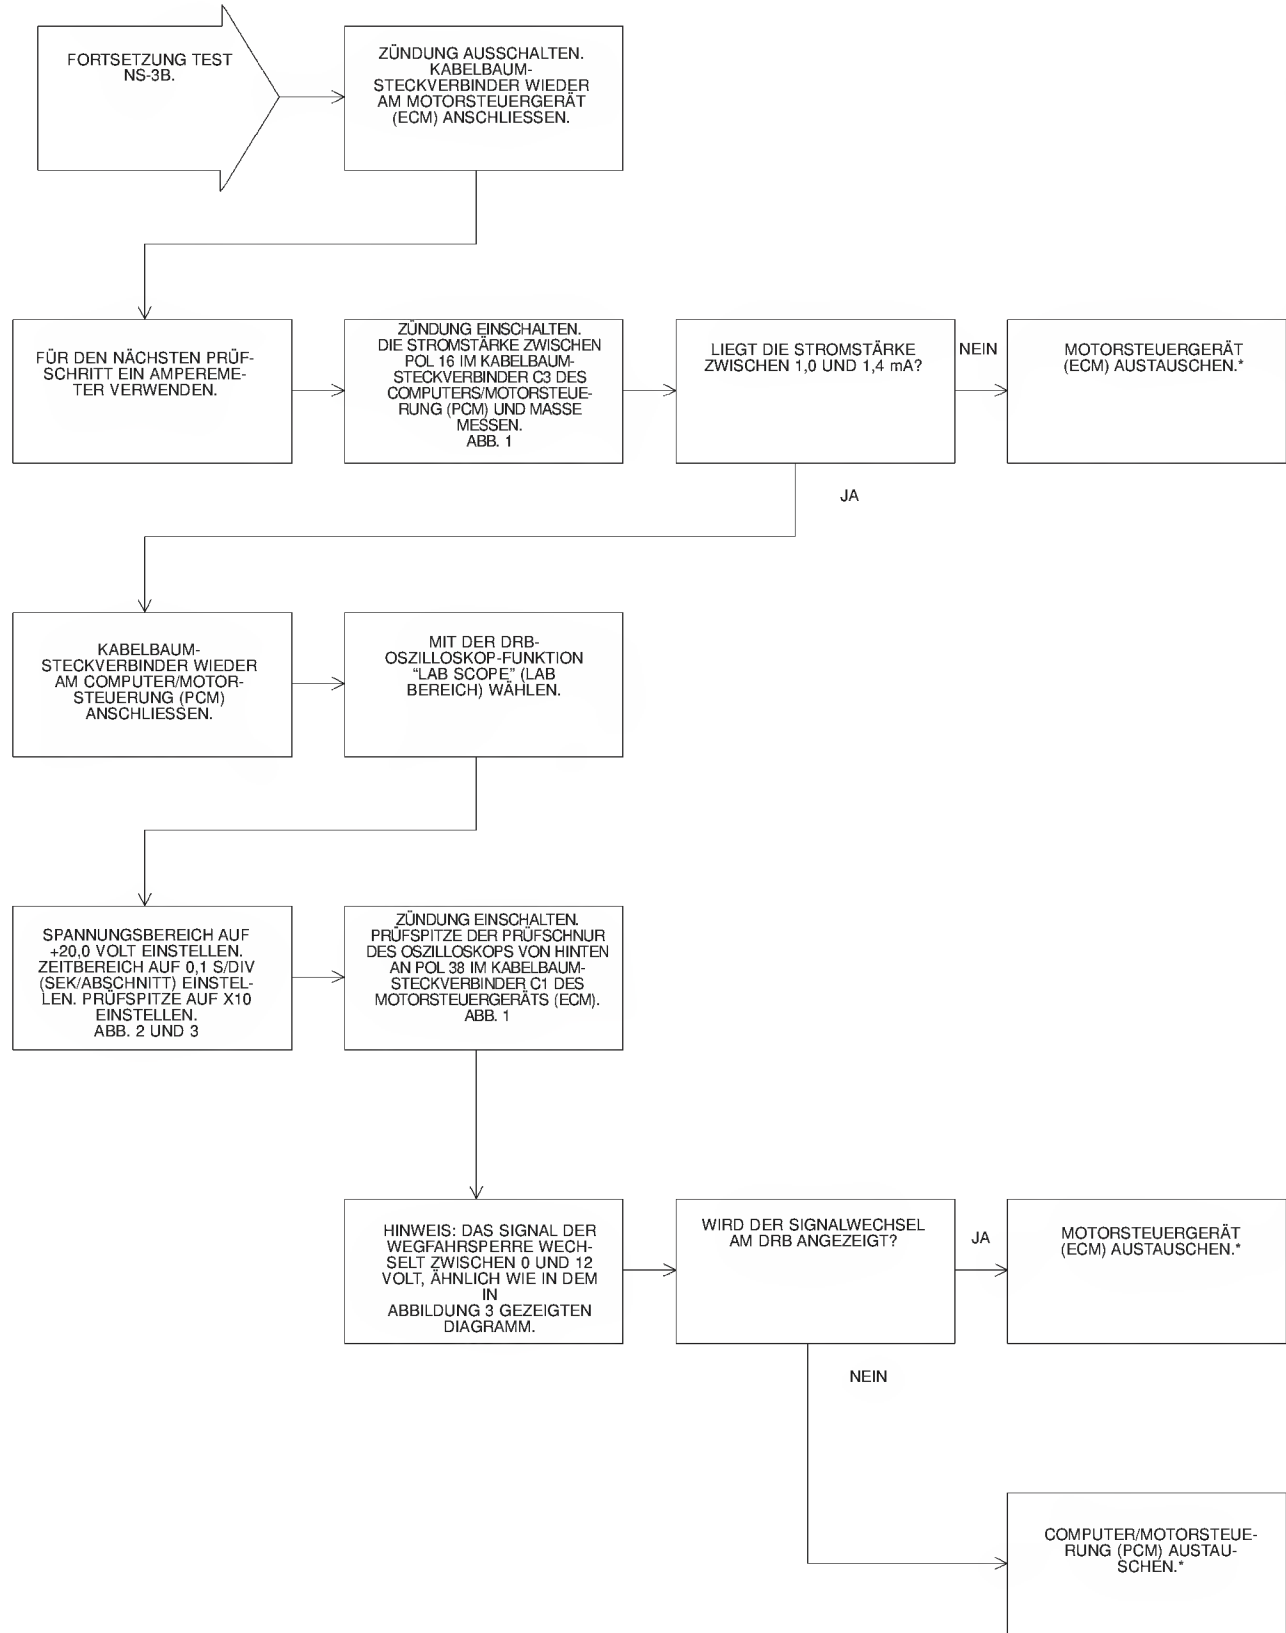 FORTSETZUNG TEST
NS-3B.
ZÜNDUNG AUSSCHALTEN.
KABELBAUM-
STECKVERBINDER WIEDER
AM MOTORSTEUERGERÄT
(ECM) ANSCHLIESSEN.
FÜR DEN NÄCHSTEN PRÜF-
SCHRITT EIN AMPEREME-
TER VERWENDEN.
ZÜNDUNG EINSCHALTEN.
DIE STROMSTÄRKE ZWISCHEN
POL 16 IM KABELBAUM-
STECKVERBINDER C3 DES
COMPUTERS/MOTORSTEUE-
RUNG (PCM) UND MASSE
MESSEN.
ABB. 1
LIEGT DIE STROMSTÄRKE
ZWISCHEN 1,0 UND 1,4 mA?
NEIN
MOTORSTEUERGERÄT
(ECM) AUSTAUSCHEN.*
JA
KABELBAUM-
STECKVERBINDER WIEDER
AM COMPUTER/MOTOR-
STEUERUNG (PCM)
ANSCHLIESSEN.
MIT DER DRB-
OSZILLOSKOP-FUNKTION
“LAB SCOPE” (LAB
BEREICH) WÄHLEN.
SPANNUNGSBEREICH AUF
+20,0 VOLT EINSTELLEN.
ZEITBEREICH AUF 0,1 S/DIV
(SEK/ABSCHNITT) EINSTEL-
LEN. PRÜFSPITZE AUF X10
EINSTELLEN.
ABB. 2 UND 3
ZÜNDUNG EINSCHALTEN.
PRÜFSPITZE DER PRÜFSCHNUR
DES OSZILLOSKOPS VON HINTEN
AN POL 38 IM KABELBAUM-
STECKVERBINDER C1 DES
MOTORSTEUERGERÄTS (ECM).
ABB. 1
HINWEIS: DAS SIGNAL DER
WEGFAHRSPERRE WECH-
SELT ZWISCHEN 0 UND 12
VOLT, ÄHNLICH WIE IN DEM
IN
ABBILDUNG 3 GEZEIGTEN
DIAGRAMM.
WIRD DER SIGNALWECHSEL
AM DRB ANGEZEIGT?
JA
MOTORSTEUERGERÄT
(ECM) AUSTAUSCHEN.*
NEIN
COMPUTER/MOTORSTEUE-
RUNG (PCM) AUSTAU-
SCHEN.*